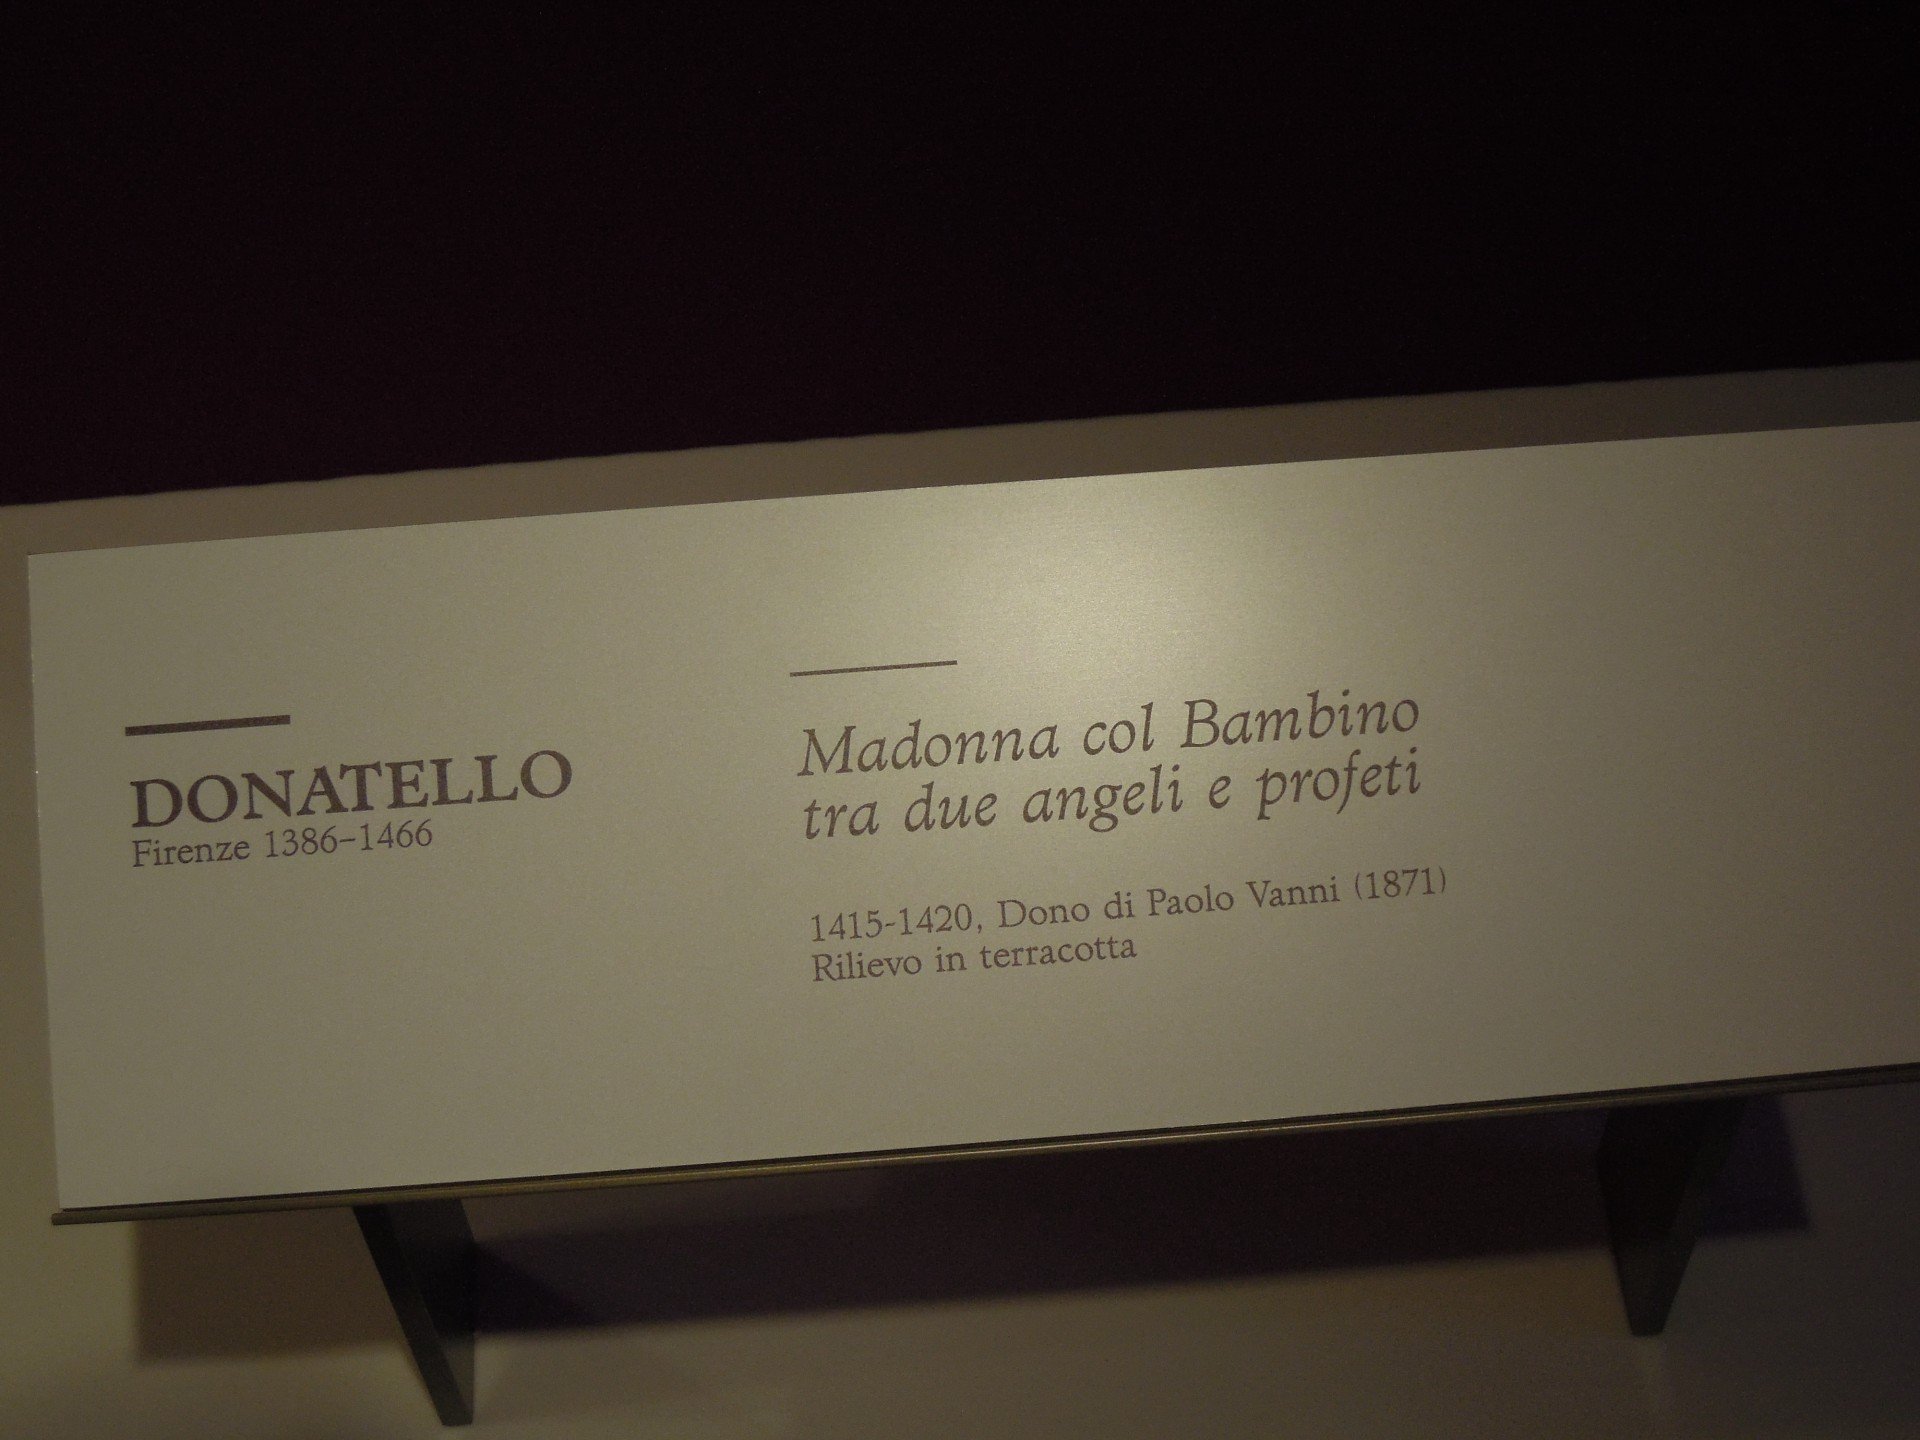 DONATELLO
Firenze 1386–1466
Madonna col Bambino
tra due angeli e profeti
1415-1420, Dono di Paolo Vanni (1871)
Rilievo in terracotta